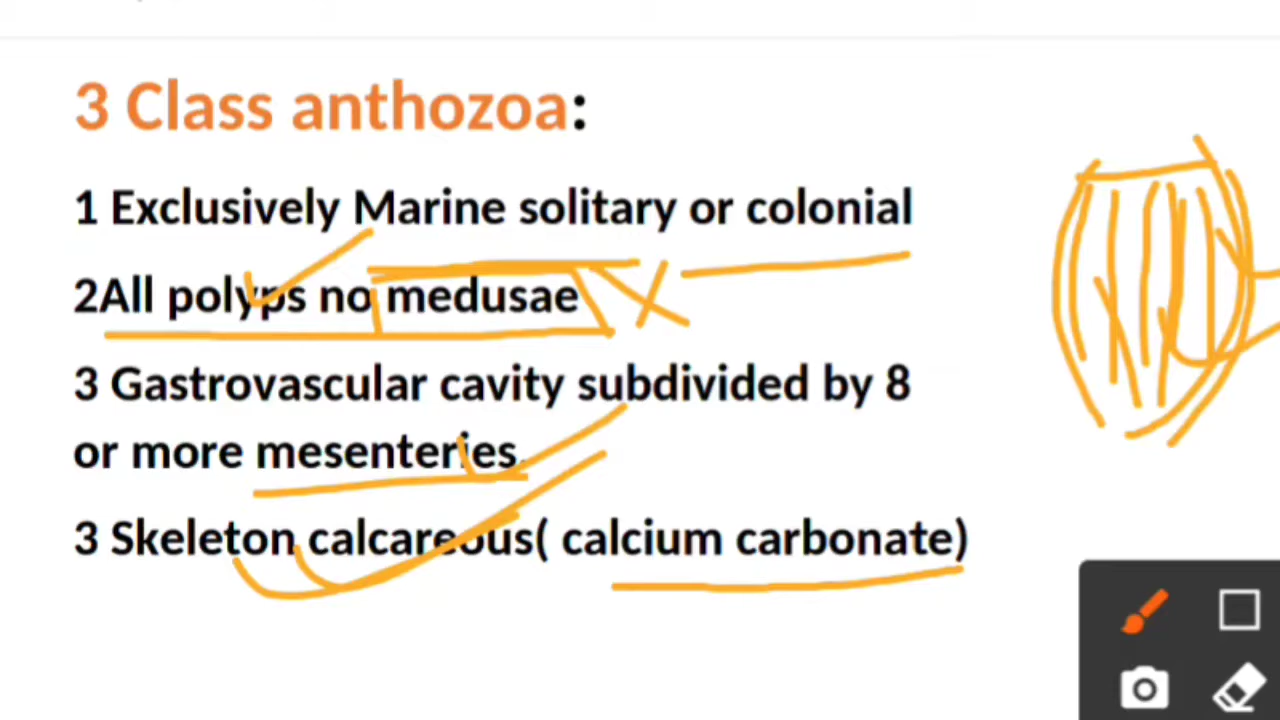 3 Class anthozoa:
1 Exclusively Marine solitary or colonial
2All polyps no medusae
3 Gastrovascular cavity subdivided by 8
or more mesenteries.
3 Skeleton calcareous( calcium carbonate)